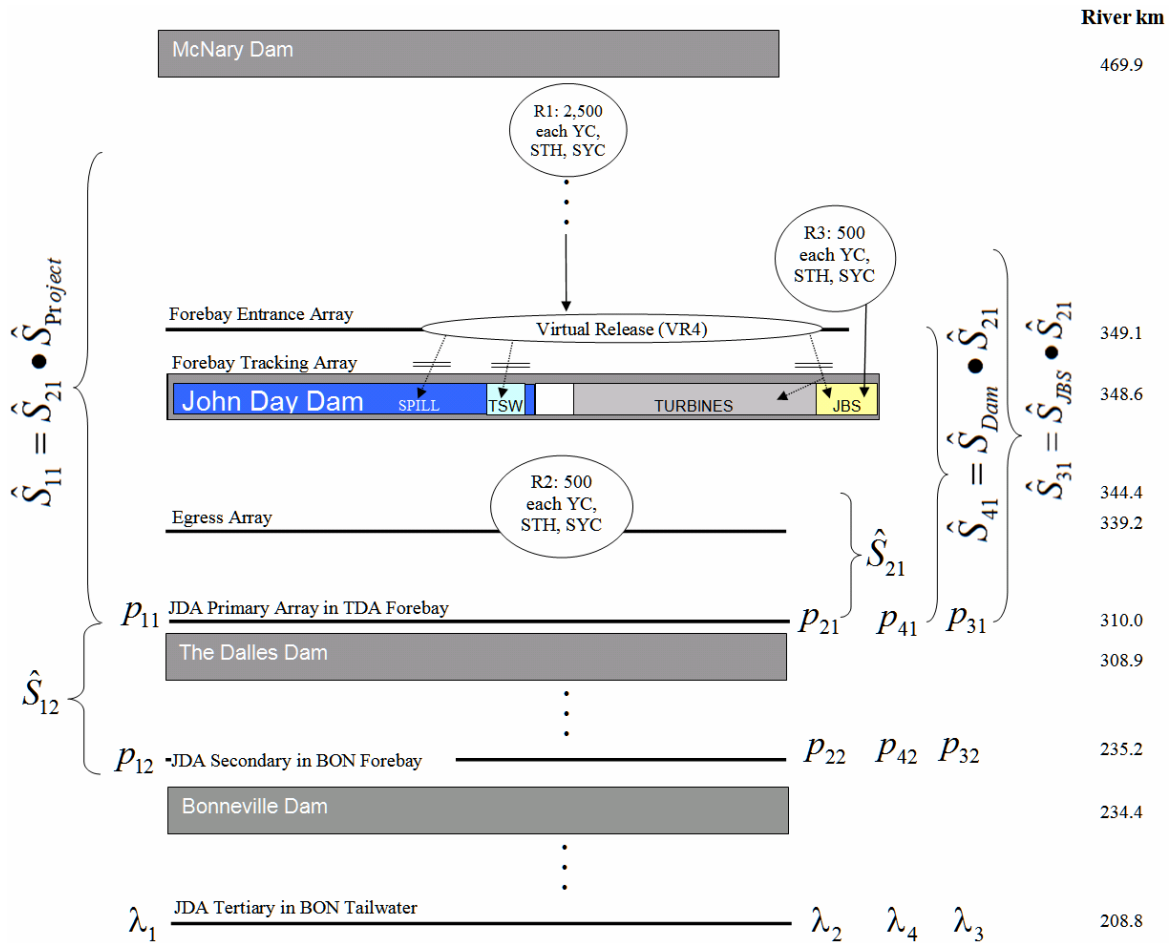 River km
McNary Dam
469.9
R1: 2,500
each YC,
STH, SYC
R3: 500
each YC,
STH, SYC
Forebay Entrance Array
Virtual Release (VR4)
349.1
Forebay Tracking Array
John Day Dam
SPILL
TSW
TURBINES
JBS
348.6
Ŝ₁₁ = Ŝ₂₁ • Ŝ_Project
Ŝ₄₁ = Ŝ_Dam • Ŝ₂₁
Ŝ₃₁ = Ŝ_JBS • Ŝ₂₁
R2: 500
each YC,
STH, SYC
344.4
Egress Array
339.2
Ŝ₂₁
p₁₁
JDA Primary Array in TDA Forebay
p₂₁ p₄₁ p₃₁
310.0
The Dalles Dam
308.9
Ŝ₁₂
p₁₂
JDA Secondary in BON Forebay
p₂₂ p₄₂ p₃₂
235.2
Bonneville Dam
234.4
λ₁
JDA Tertiary in BON Tailwater
λ₂ λ₄ λ₃
208.8